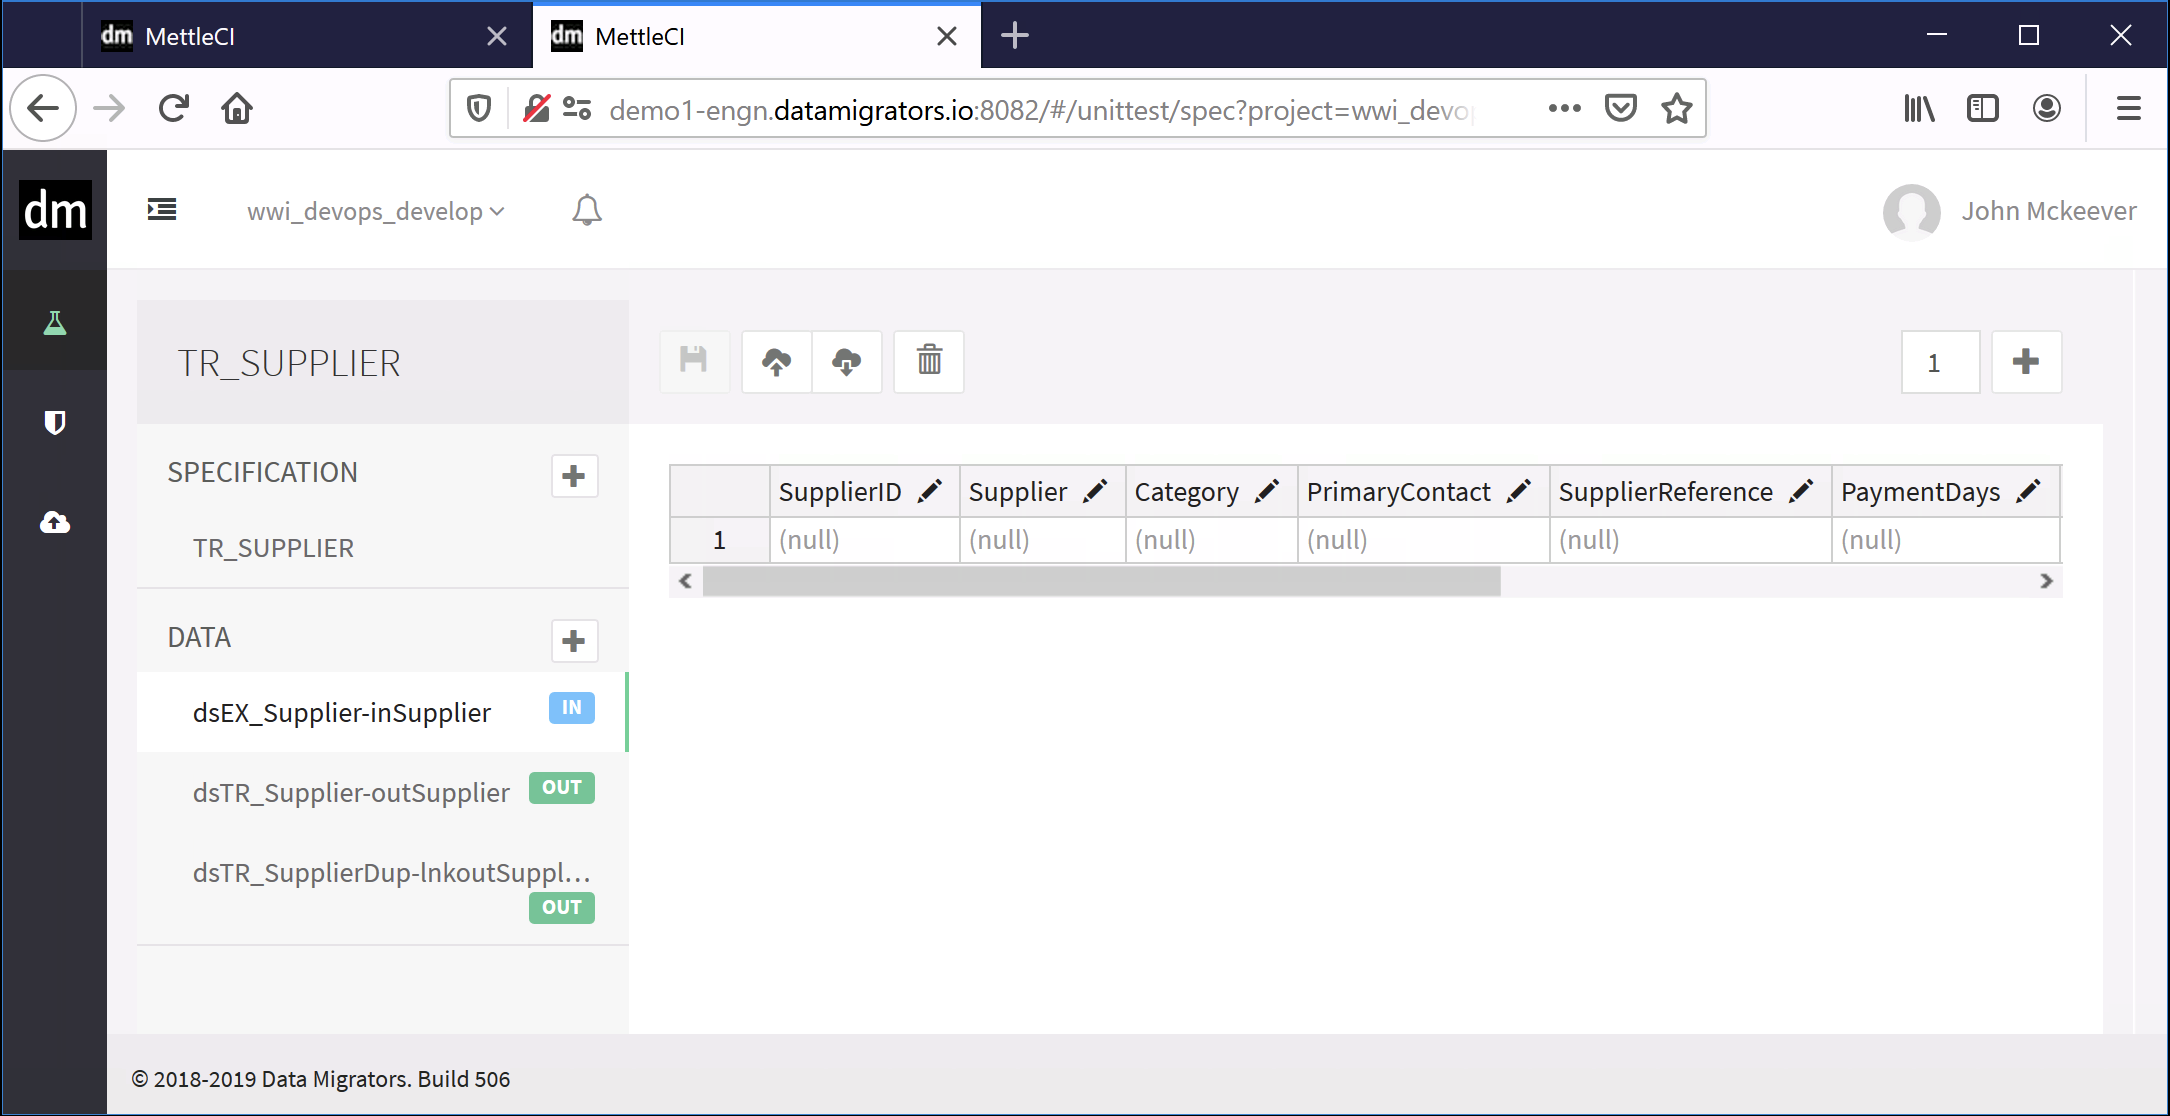 dm MettleCI
dm MettleCI
demo1-engn.datamigrators.io:8082/#/unittest/spec?project=wwi_devop
dm
wwi_devops_develop
John Mckeever
TR_SUPPLIER
1
SPECIFICATION
TR_SUPPLIER
DATA
dsEX_Supplier-inSupplier IN
dsTR_Supplier-outSupplier OUT
dsTR_SupplierDup-lnkoutSuppl...
OUT
SupplierID Supplier Category PrimaryContact SupplierReference PaymentDays
1 (null) (null) (null) (null) (null) (null)
© 2018-2019 Data Migrators. Build 506